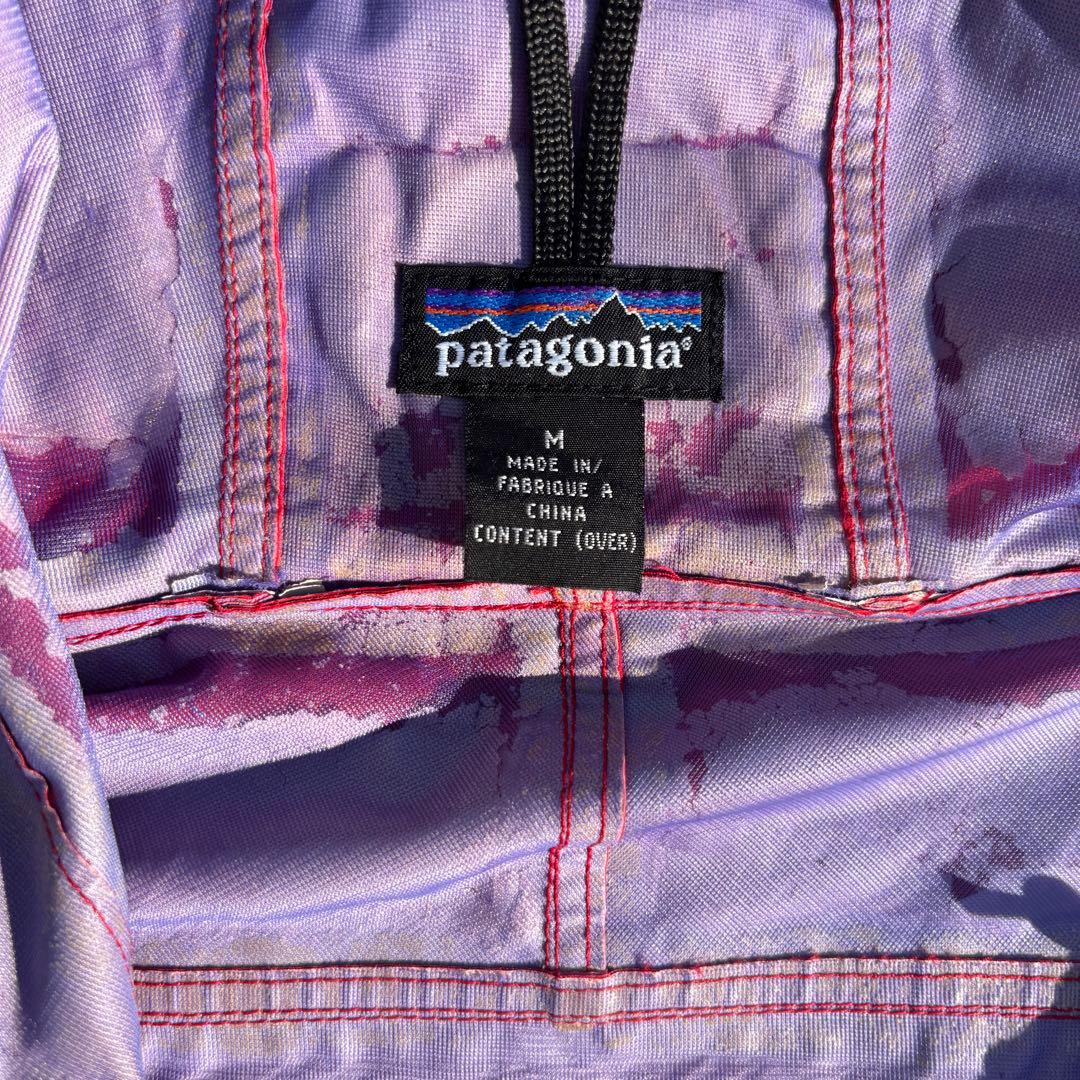 patagonia®
M
MADE IN/
FABRIQUE A
CHINA
CONTENT (OVER)